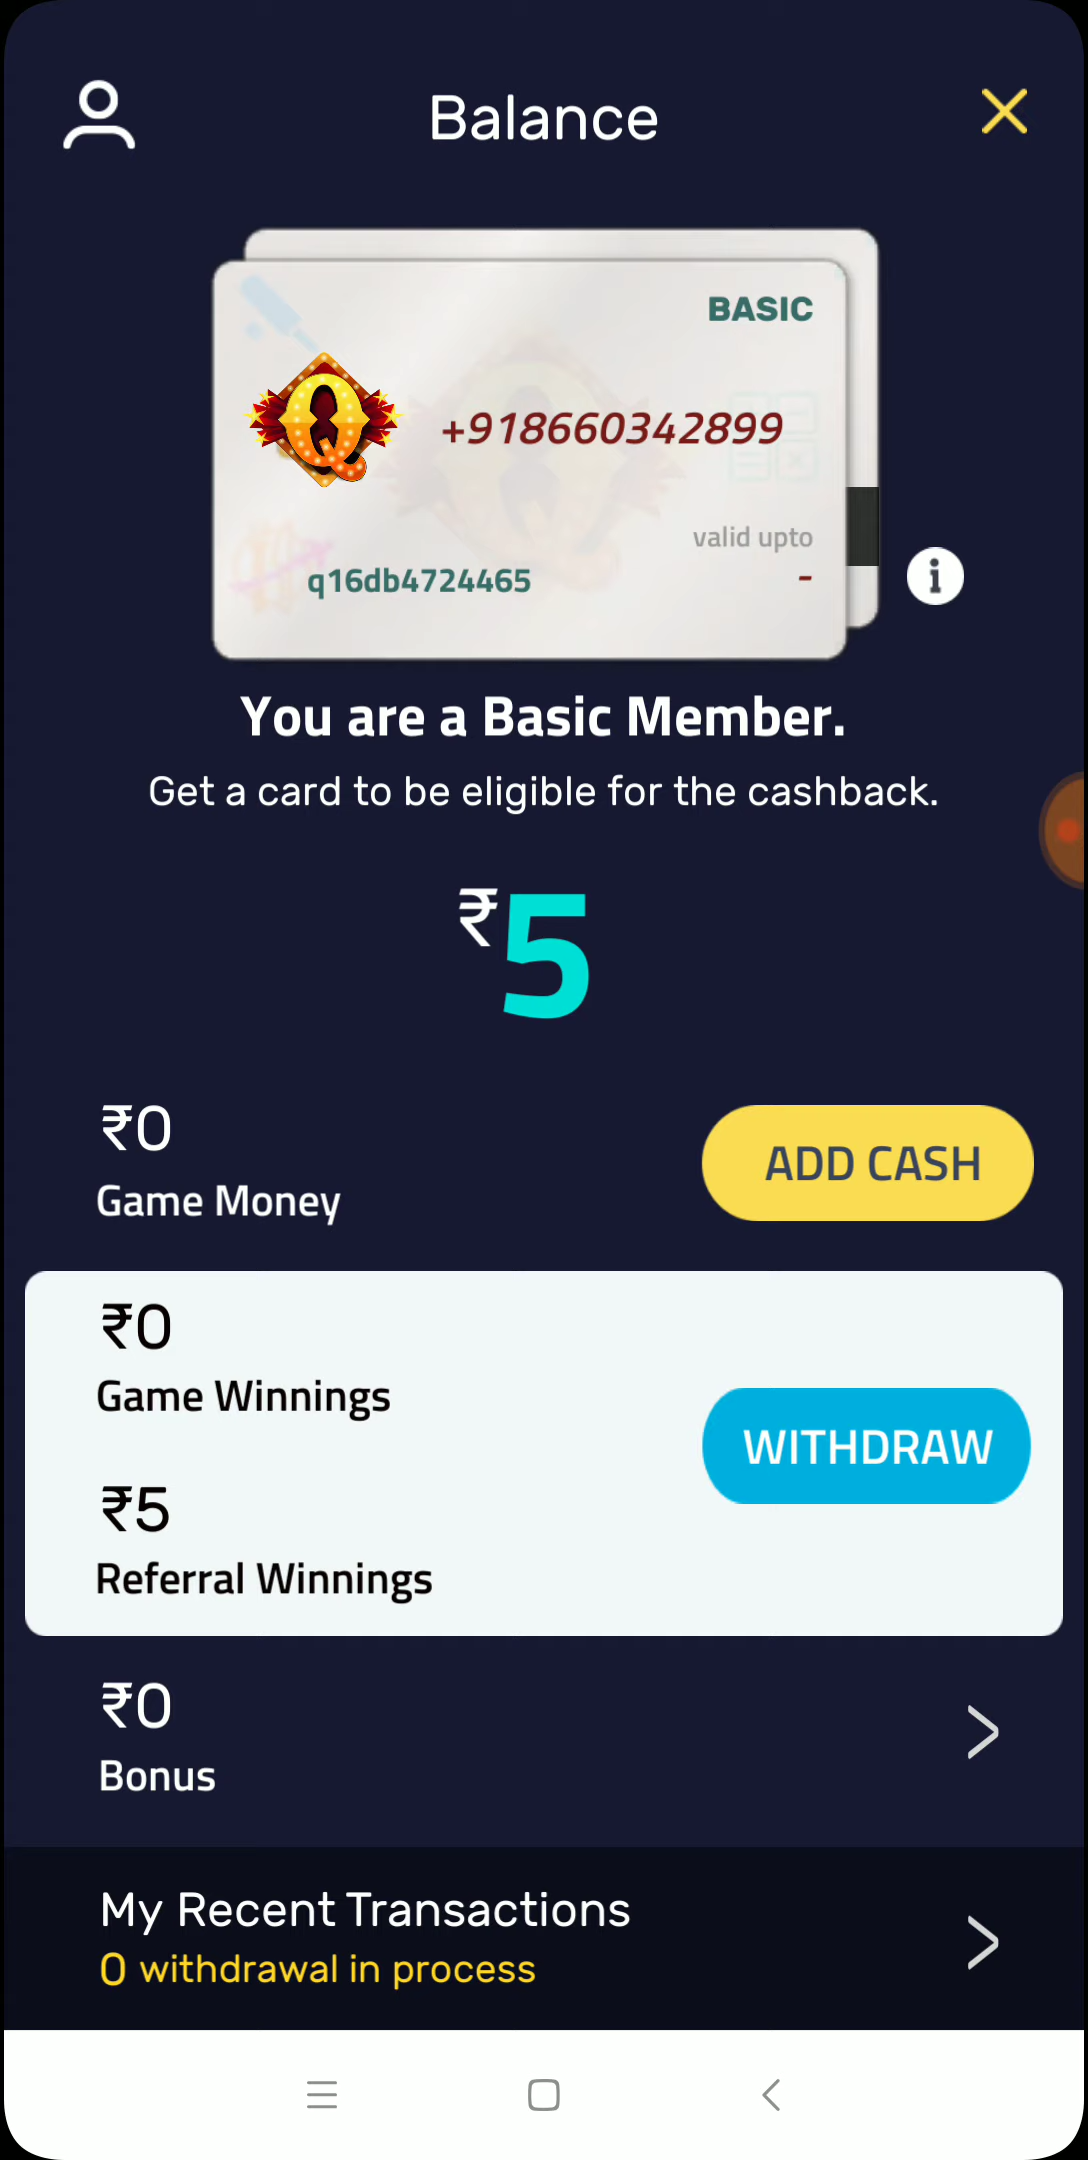 Balance
BASIC
+918660342899
valid upto
q16db4724465
-
You are a Basic Member.
Get a card to be eligible for the cashback.
₹5
₹0
Game Money
ADD CASH
₹0
Game Winnings
WITHDRAW
₹5
Referral Winnings
₹0
Bonus
My Recent Transactions
0 withdrawal in process